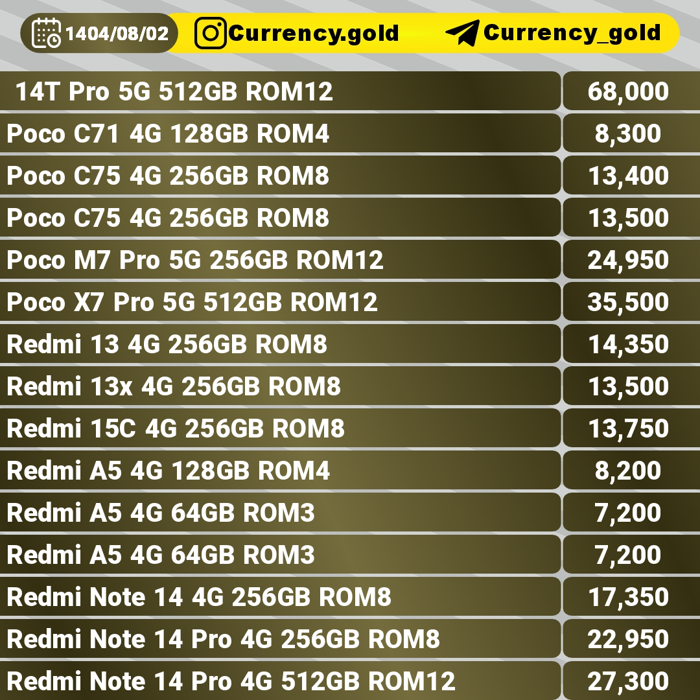 1404/08/02 Currency.gold Currency_gold
14T Pro 5G 512GB ROM12 68,000
Poco C71 4G 128GB ROM4 8,300
Poco C75 4G 256GB ROM8 13,400
Poco C75 4G 256GB ROM8 13,500
Poco M7 Pro 5G 256GB ROM12 24,950
Poco X7 Pro 5G 512GB ROM12 35,500
Redmi 13 4G 256GB ROM8 14,350
Redmi 13x 4G 256GB ROM8 13,500
Redmi 15C 4G 256GB ROM8 13,750
Redmi A5 4G 128GB ROM4 8,200
Redmi A5 4G 64GB ROM3 7,200
Redmi A5 4G 64GB ROM3 7,200
Redmi Note 14 4G 256GB ROM8 17,350
Redmi Note 14 Pro 4G 256GB ROM8 22,950
Redmi Note 14 Pro 4G 512GB ROM12 27,300